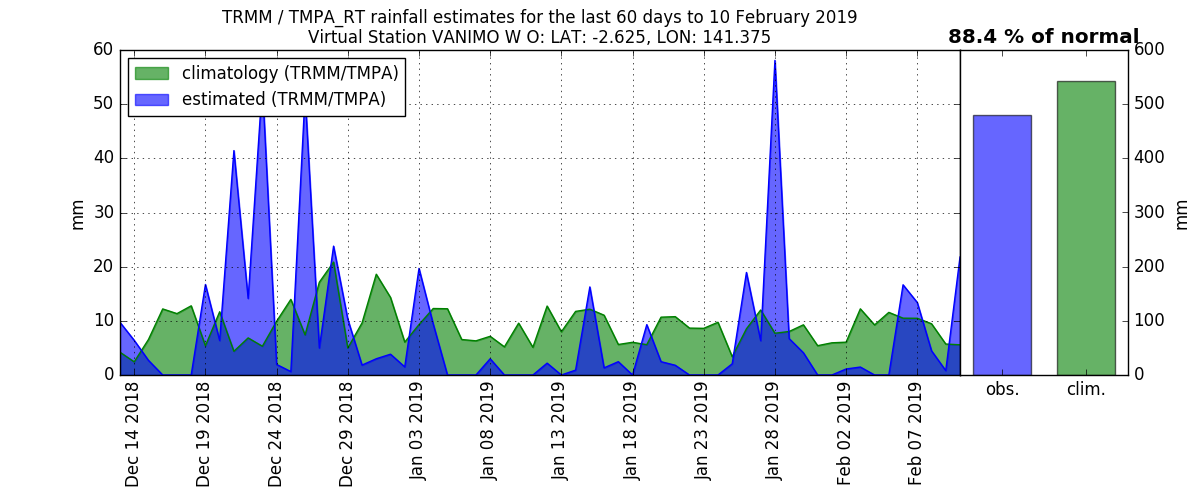 TRMM / TMPA_RT rainfall estimates for the last 60 days to 10 February 2019
Virtual Station VANIMO W O: LAT: -2.625, LON: 141.375
88.4 % of normal
climatology (TRMM/TMPA)
estimated (TRMM/TMPA)
60
50
40
30
20
10
0
mm
Dec 14 2018
Dec 19 2018
Dec 24 2018
Dec 29 2018
Jan 03 2019
Jan 08 2019
Jan 13 2019
Jan 18 2019
Jan 23 2019
Jan 28 2019
Feb 02 2019
Feb 07 2019
obs.
clim.
600
500
400
300
200
100
0
mm